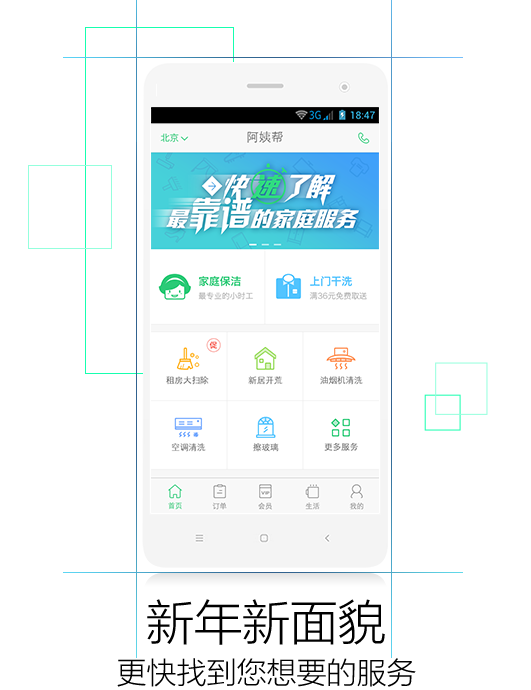 3G 18:47
北京 阿姨帮
快速了解
最靠谱的家庭服务
家庭保洁 上门干洗
最专业的小时工 满36元免费取送
促
租房大扫除 新居开荒 油烟机清洗
空调清洗 擦玻璃 更多服务
VIP
首页 订单 会员 生活 我的
新年新面貌
更快找到您想要的服务